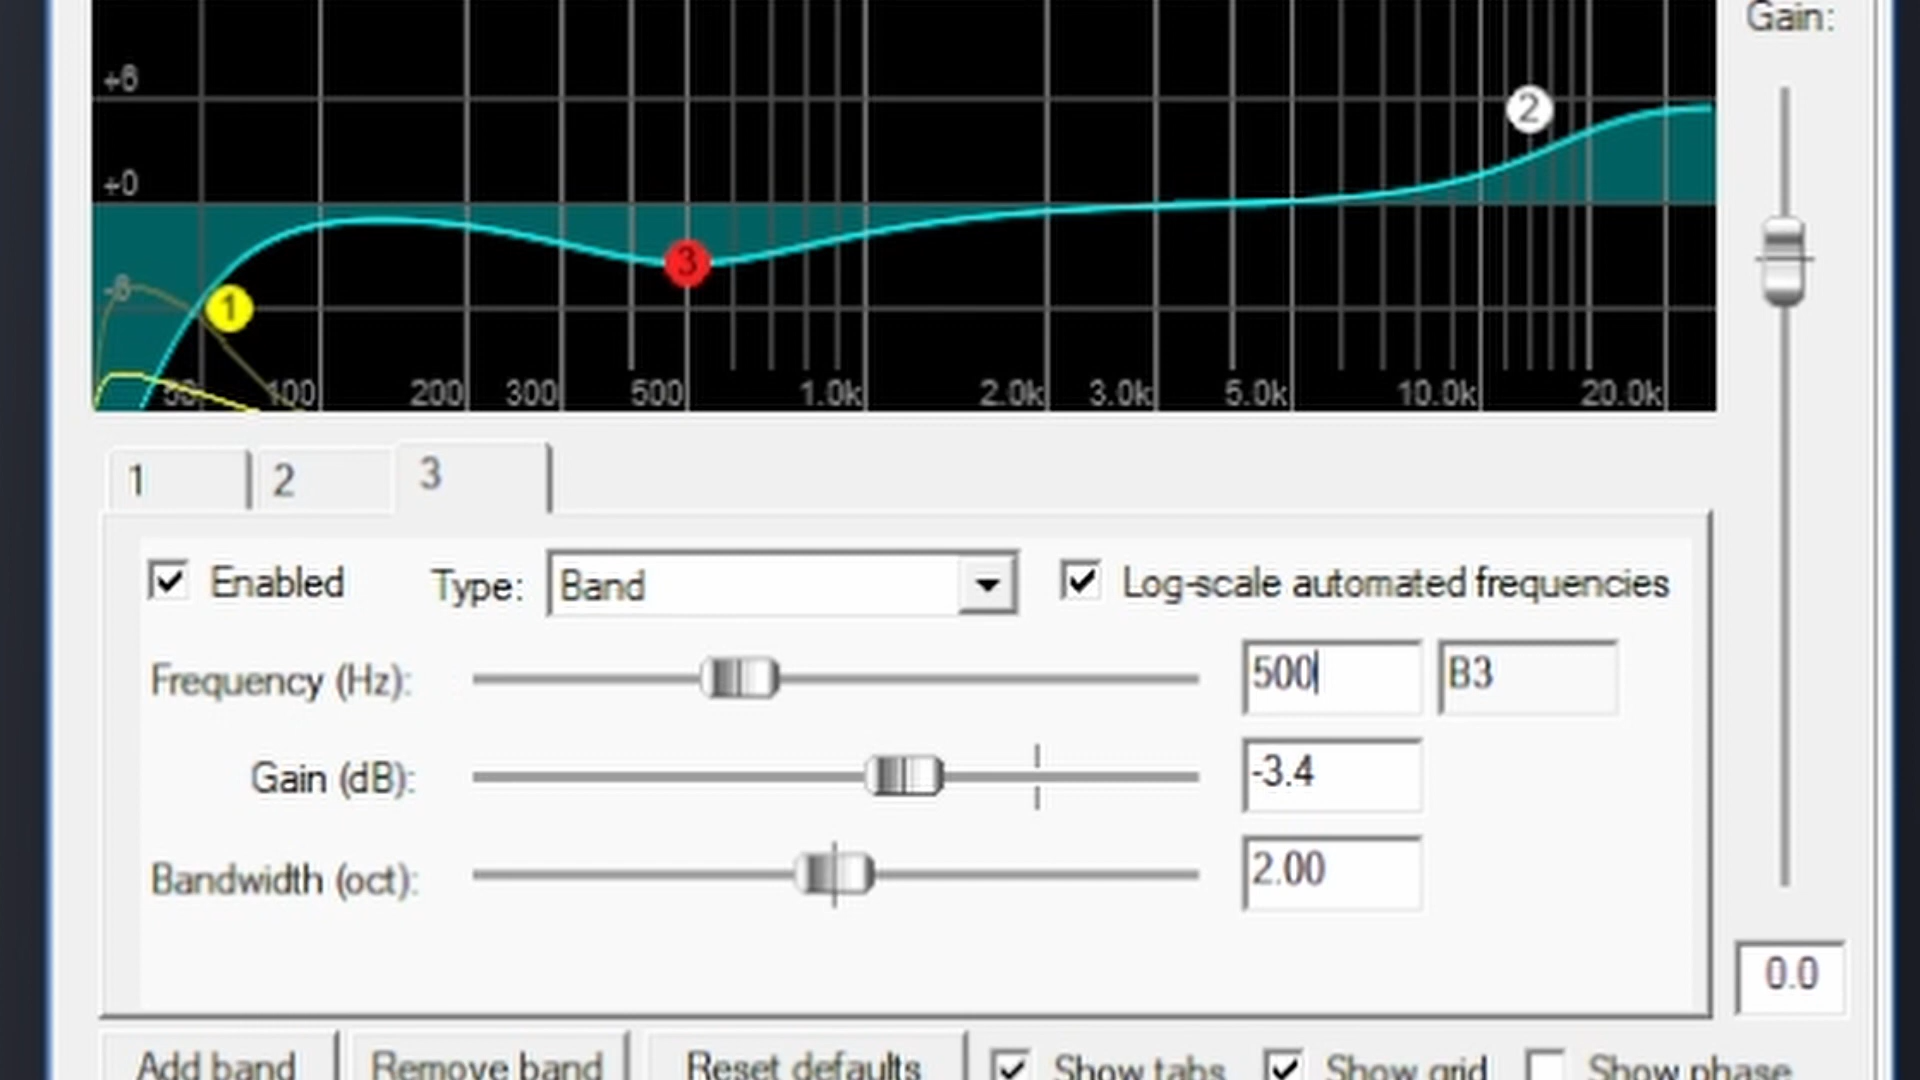 Gain:
+6
2
+0
3
-6
1
50 100 200 300 500 1.0k 2.0k 3.0k 5.0k 10.0k 20.0k
1 2 3
Enabled Type: Band Log-scale automated frequencies
Frequency (Hz): 500 B3
Gain (dB): -3.4
Bandwidth (oct): 2.00
0.0
Add band Remove band Reset defaults Show tabs Show grid Show phase